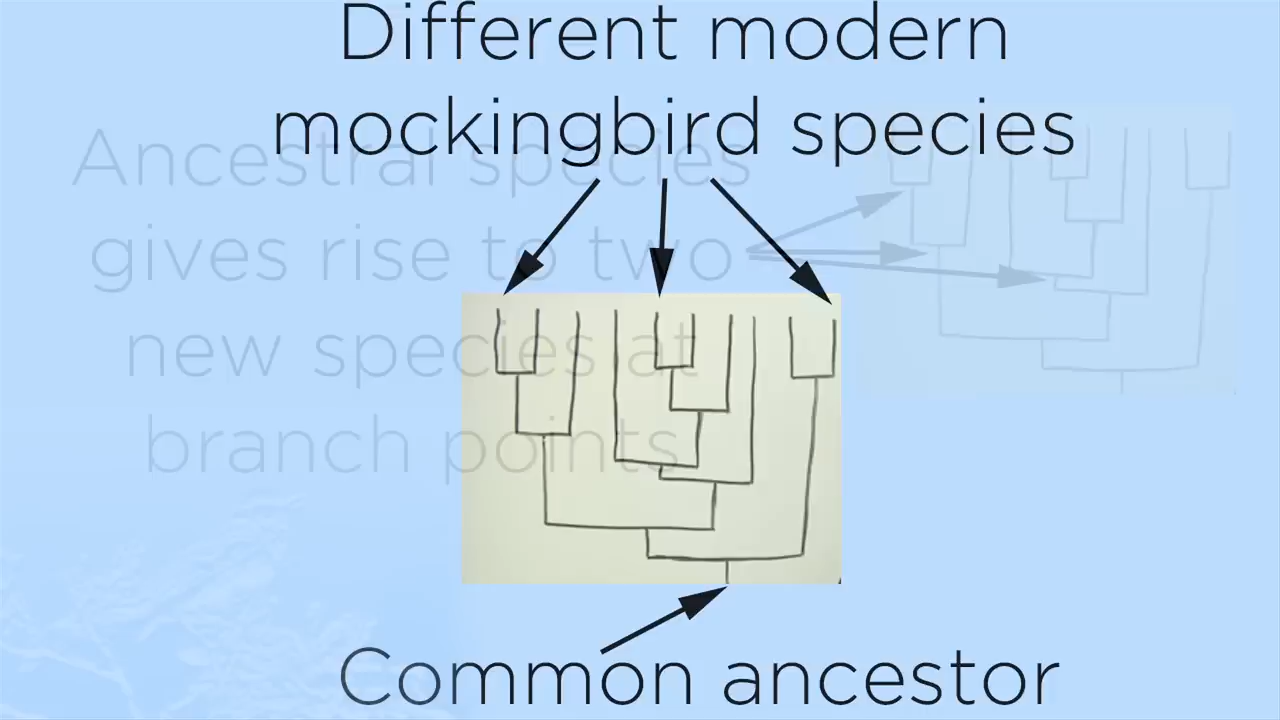 Different modern
mockingbird species
Ancestral species
gives rise to two
new species at
branch points
Common ancestor